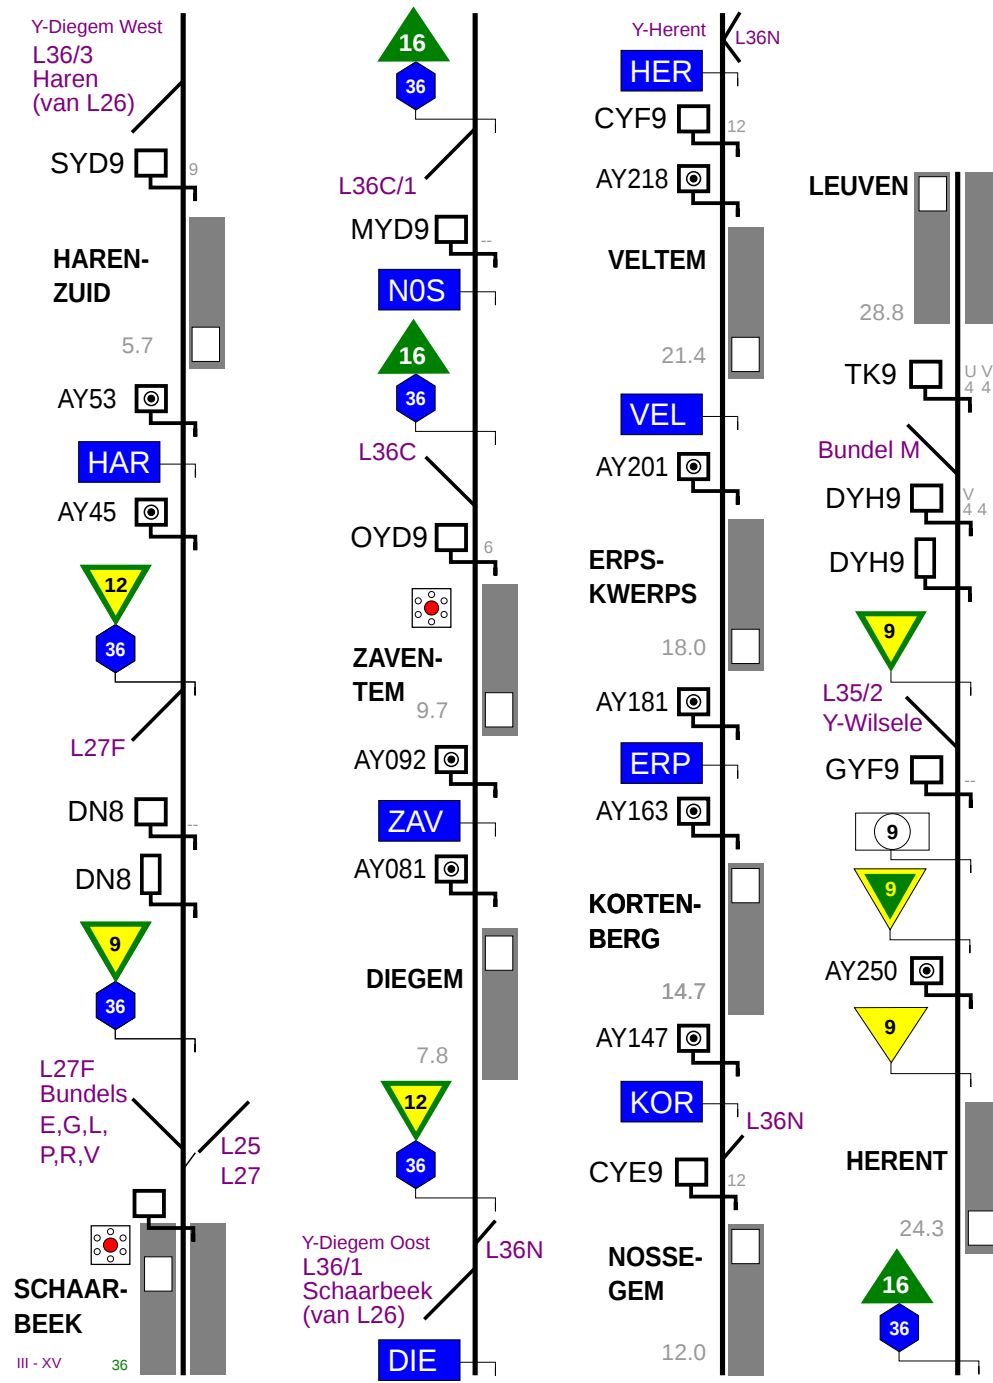 Y-Diegem West
L36/3
Haren
(van L26)
SYD9
9
HAREN-
ZUID
5.7
AY53
HAR
AY45
12
36
L27F
DN8
--
DN8
9
36
L27F
Bundels
E,G,L,
P,R,V
L25
L27
SCHAAR-
BEEK
III - XV
36
16
36
L36C/1
MYD9
--
N0S
16
36
L36C
OYD9
6
ZAVEN-
TEM
9.7
AY092
ZAV
AY081
DIEGEM
7.8
12
36
L36N
Y-Diegem Oost
L36/1
Schaarbeek
(van L26)
DIE
Y-Herent
L36N
HER
CYF9
12
AY218
VELTEM
21.4
VEL
AY201
ERPS-
KWERPS
18.0
AY181
ERP
AY163
KORTEN-
BERG
14.7
AY147
KOR
L36N
CYE9
12
NOSSE-
GEM
12.0
LEUVEN
28.8
TK9
U V
4 4
Bundel M
DYH9
V
4 4
DYH9
9
L35/2
Y-Wilsele
GYF9
--
9
9
AY250
9
HERENT
24.3
16
36